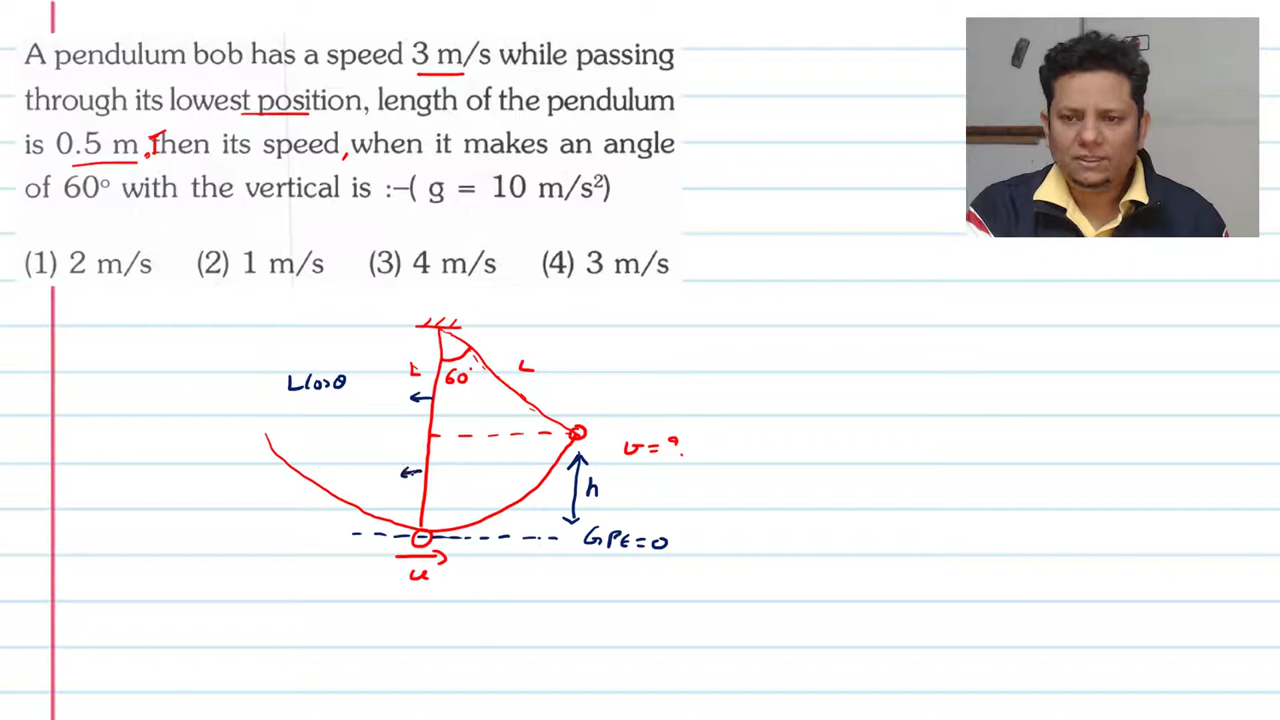 A pendulum bob has a speed 3 m/s while passing
through its lowest position, length of the pendulum
is 0.5 m. Then its speed, when it makes an angle
of 60° with the vertical is :–( g = 10 m/s²)
(1) 2 m/s (2) 1 m/s (3) 4 m/s (4) 3 m/s
L L
60°
L cos θ
v = ?
h
GPE = 0
u